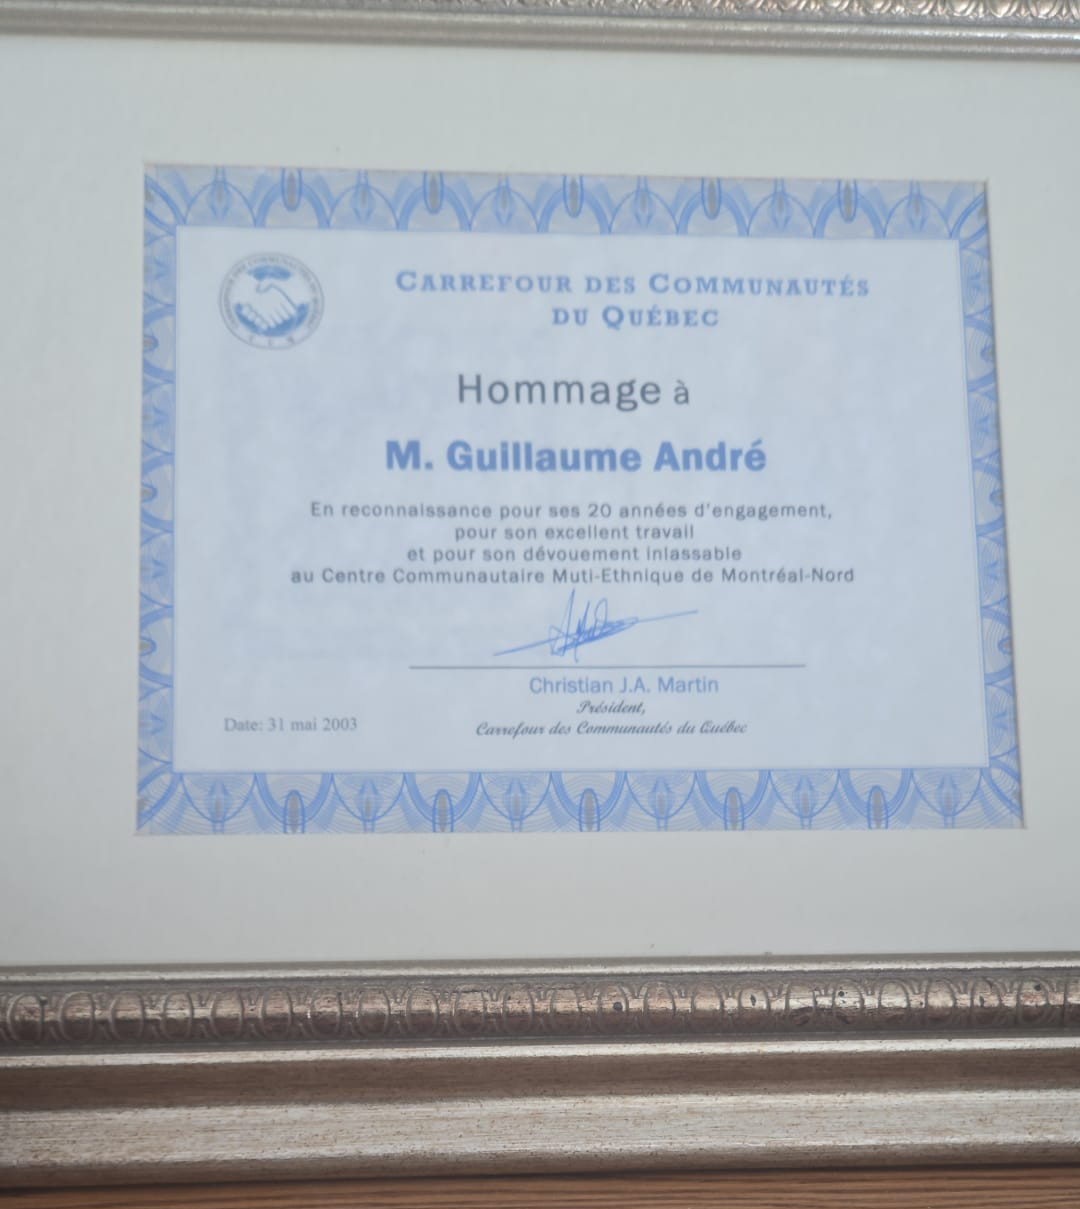 CARREFOUR DES COMMUNAUTÉS
DU QUÉBEC
Hommage à
M. Guillaume André
En reconnaissance pour ses 20 années d'engagement,
pour son excellent travail
et pour son dévouement inlassable
au Centre Communautaire Muti-Ethnique de Montréal-Nord
Christian J.A. Martin
Président,
Carrefour des Communautés du Québec
Date: 31 mai 2003